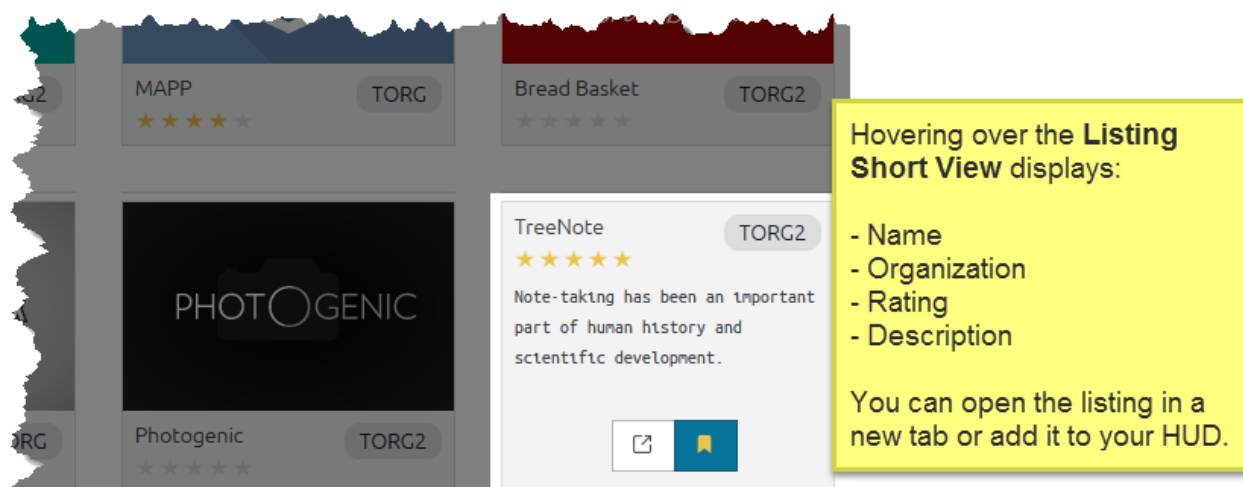 MAPP
TORG
Bread Basket
TORG2
Hovering over the Listing
Short View displays:
- Name
- Organization
- Rating
- Description
You can open the listing in a
new tab or add it to your HUD.
TreeNote
TORG2
Note-taking has been an important
part of human history and
scientific development.
PHOTOGENIC
Photogenic
TORG2